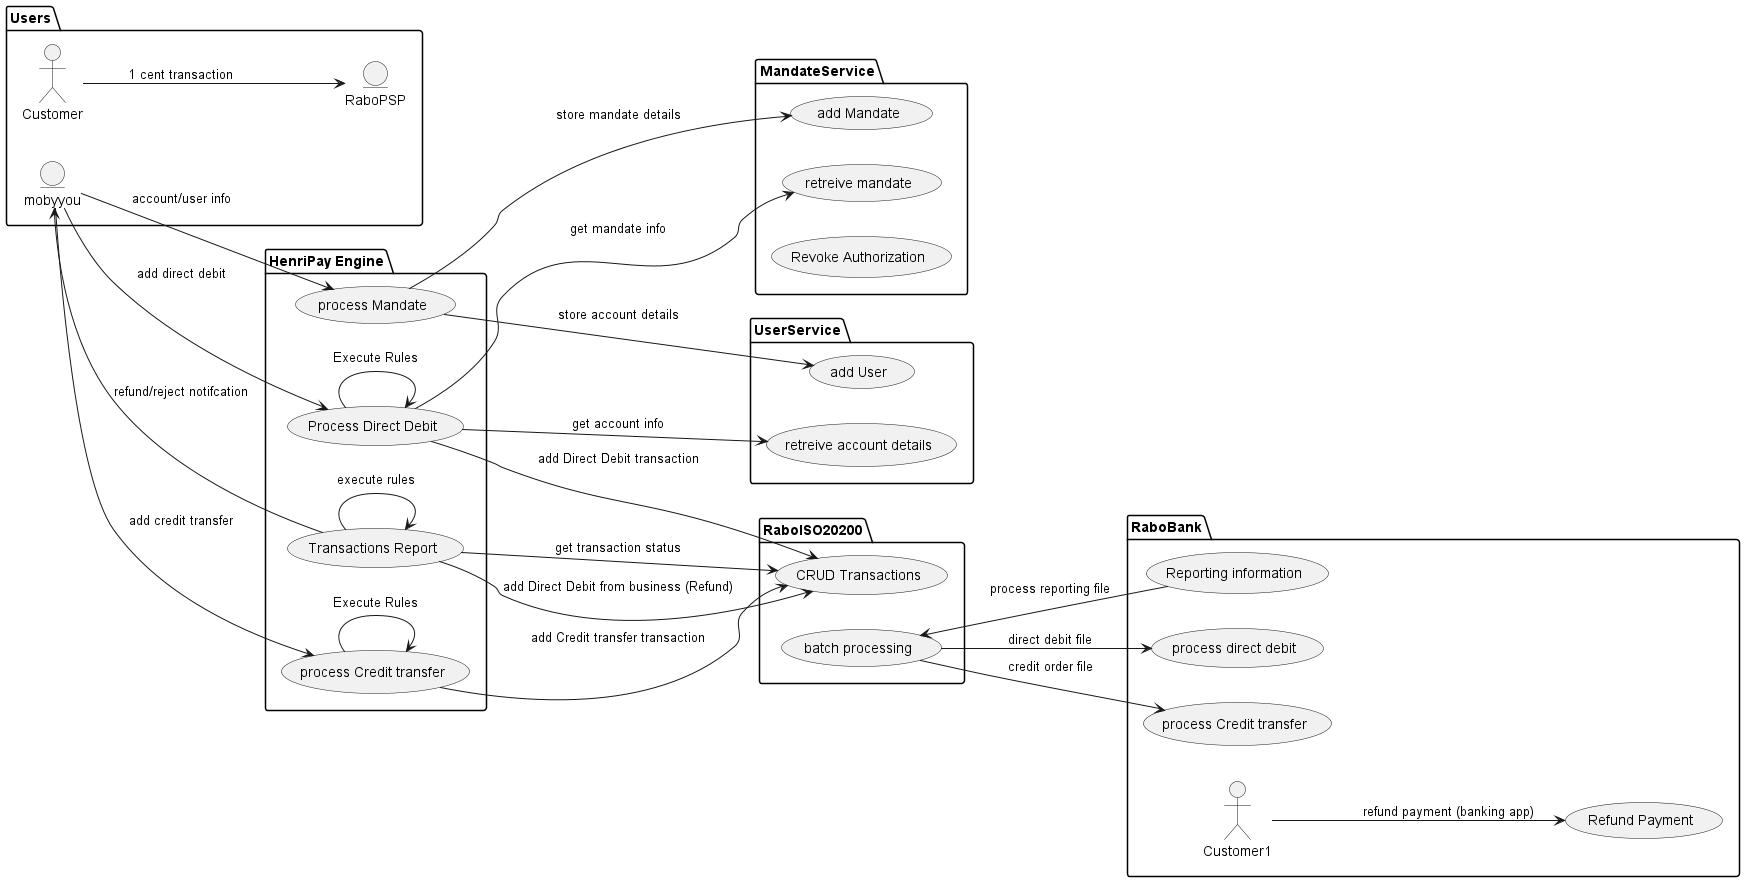 Users
Customer
1 cent transaction
RaboPSP
mobyyou
account/user info
add direct debit
refund/reject notifcation
add credit transfer
HenriPay Engine
process Mandate
Execute Rules
Process Direct Debit
execute rules
Transactions Report
Execute Rules
process Credit transfer
store mandate details
get mandate info
store account details
get account info
add Direct Debit transaction
get transaction status
add Direct Debit from business (Refund)
add Credit transfer transaction
MandateService
add Mandate
retreive mandate
Revoke Authorization
UserService
add User
retreive account details
RaboISO20200
CRUD Transactions
batch processing
process reporting file
direct debit file
credit order file
RaboBank
Reporting information
process direct debit
process Credit transfer
Customer1
refund payment (banking app)
Refund Payment